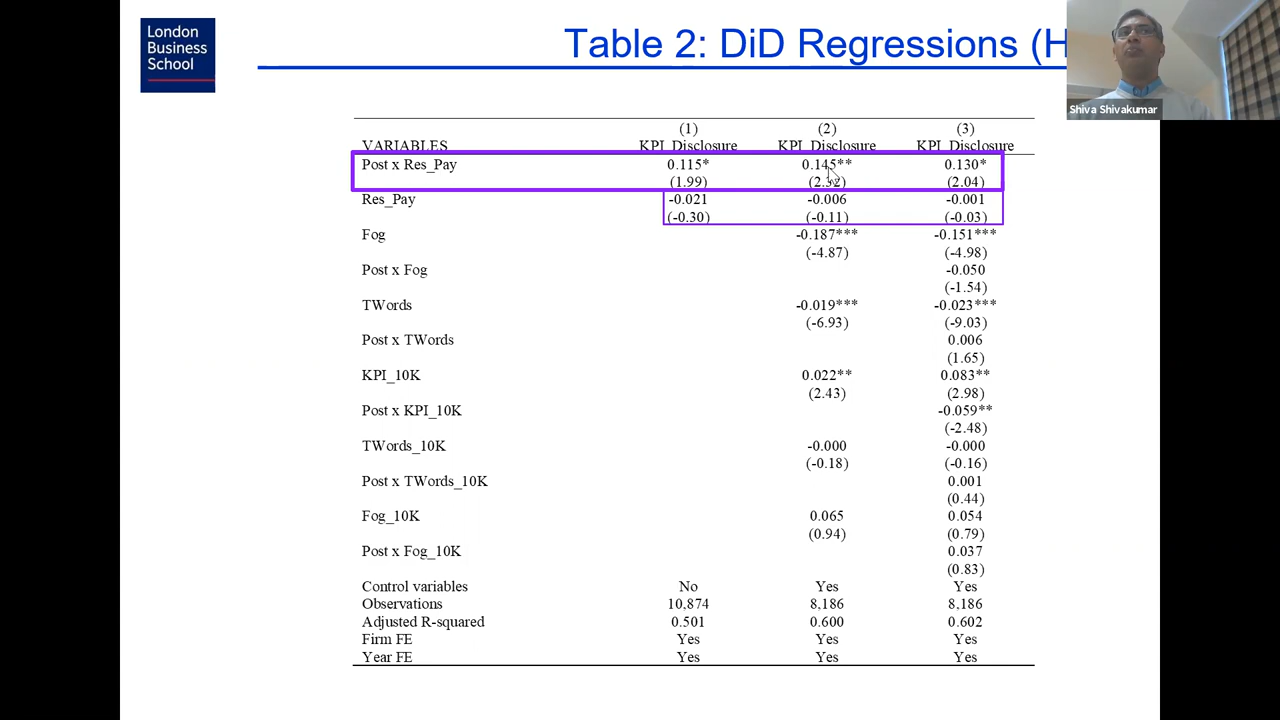 London
Business
School
Table 2: DiD Regressions (H
Shiva Shivakumar
(1) (2) (3)
VARIABLES KPI_Disclosure KPI_Disclosure KPI_Disclosure
Post x Res_Pay 0.115* 0.145** 0.130*
(1.99) (2.32) (2.04)
Res_Pay -0.021 -0.006 -0.001
(-0.30) (-0.11) (-0.03)
Fog -0.187*** -0.151***
(-4.87) (-4.98)
Post x Fog -0.050
(-1.54)
TWords -0.019*** -0.023***
(-6.93) (-9.03)
Post x TWords 0.006
(1.65)
KPI_10K 0.022** 0.083**
(2.43) (2.98)
Post x KPI_10K -0.059**
(-2.48)
TWords_10K -0.000 -0.000
(-0.18) (-0.16)
Post x TWords_10K 0.001
(0.44)
Fog_10K 0.065 0.054
(0.94) (0.79)
Post x Fog_10K 0.037
(0.83)
Control variables No Yes Yes
Observations 10,874 8,186 8,186
Adjusted R-squared 0.501 0.600 0.602
Firm FE Yes Yes Yes
Year FE Yes Yes Yes